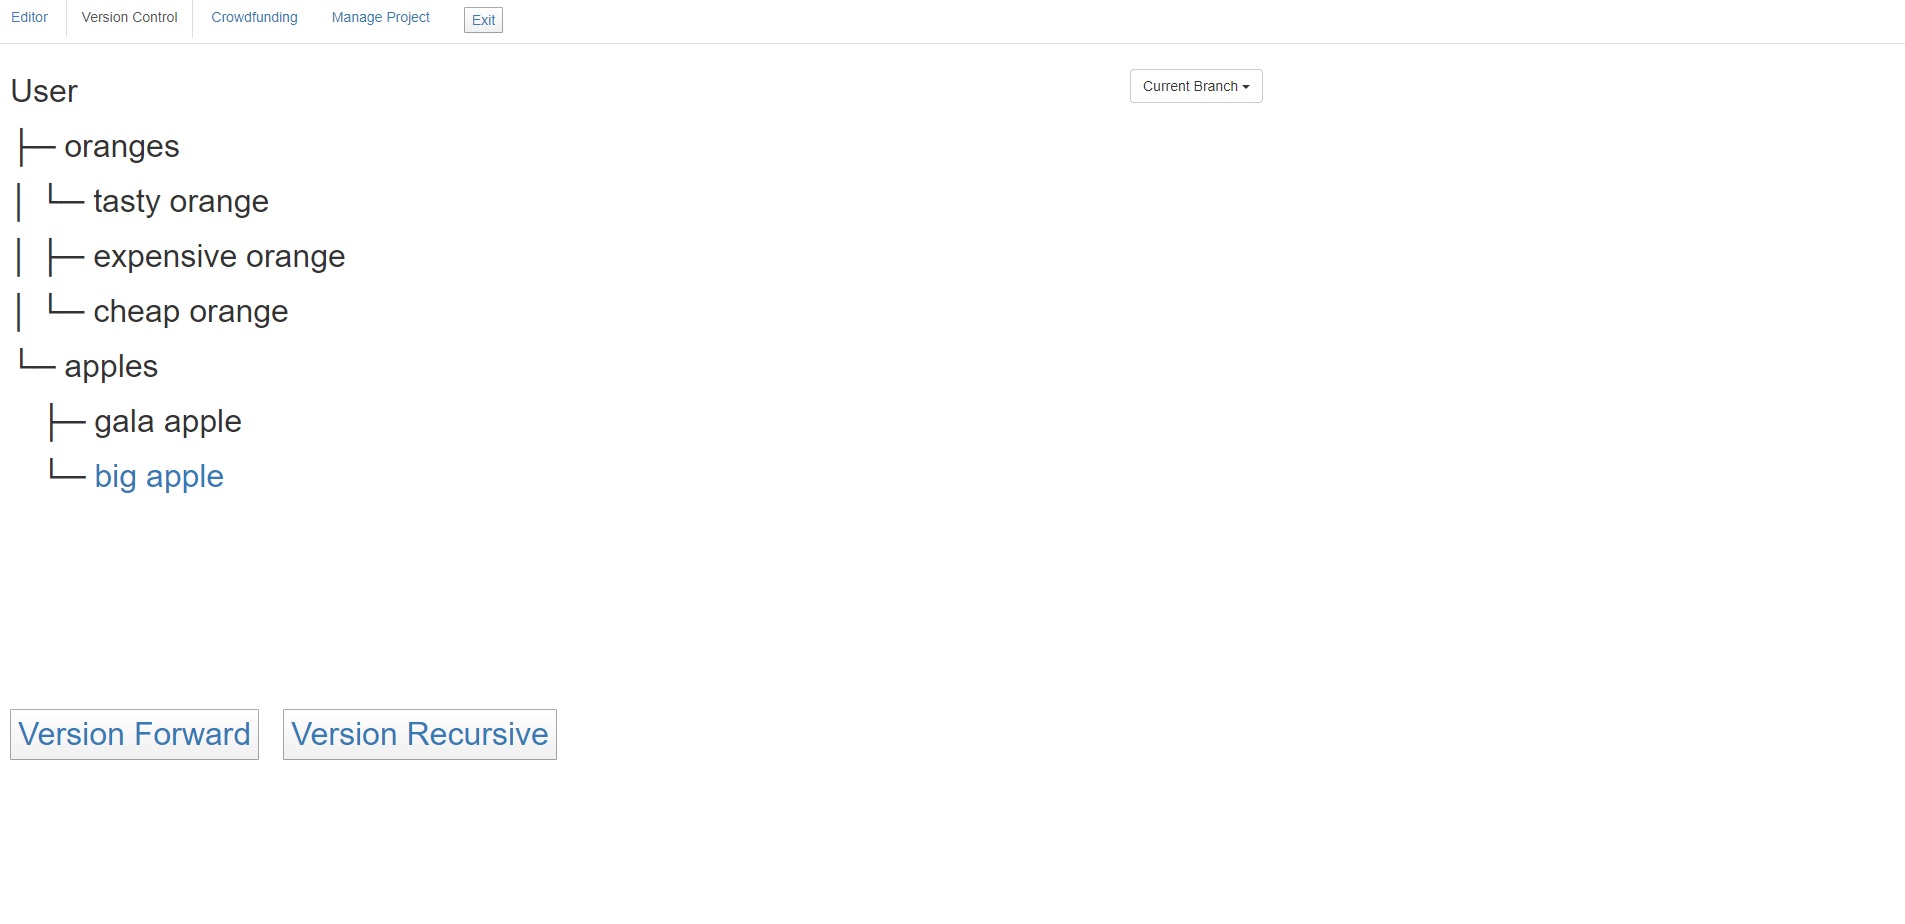 Editor Version Control Crowdfunding Manage Project Exit
User
Current Branch
├─ oranges
│ └─ tasty orange
│ ├─ expensive orange
│ └─ cheap orange
└─ apples
├─ gala apple
└─ big apple
Version Forward Version Recursive